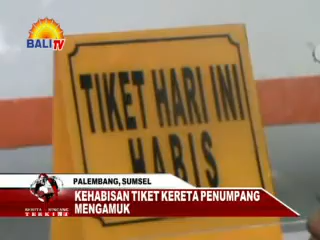 BALI TV
TIKET HARI INI
HABIS
PALEMBANG, SUMSEL
KEHABISAN TIKET KERETA PENUMPANG
MENGAMUK